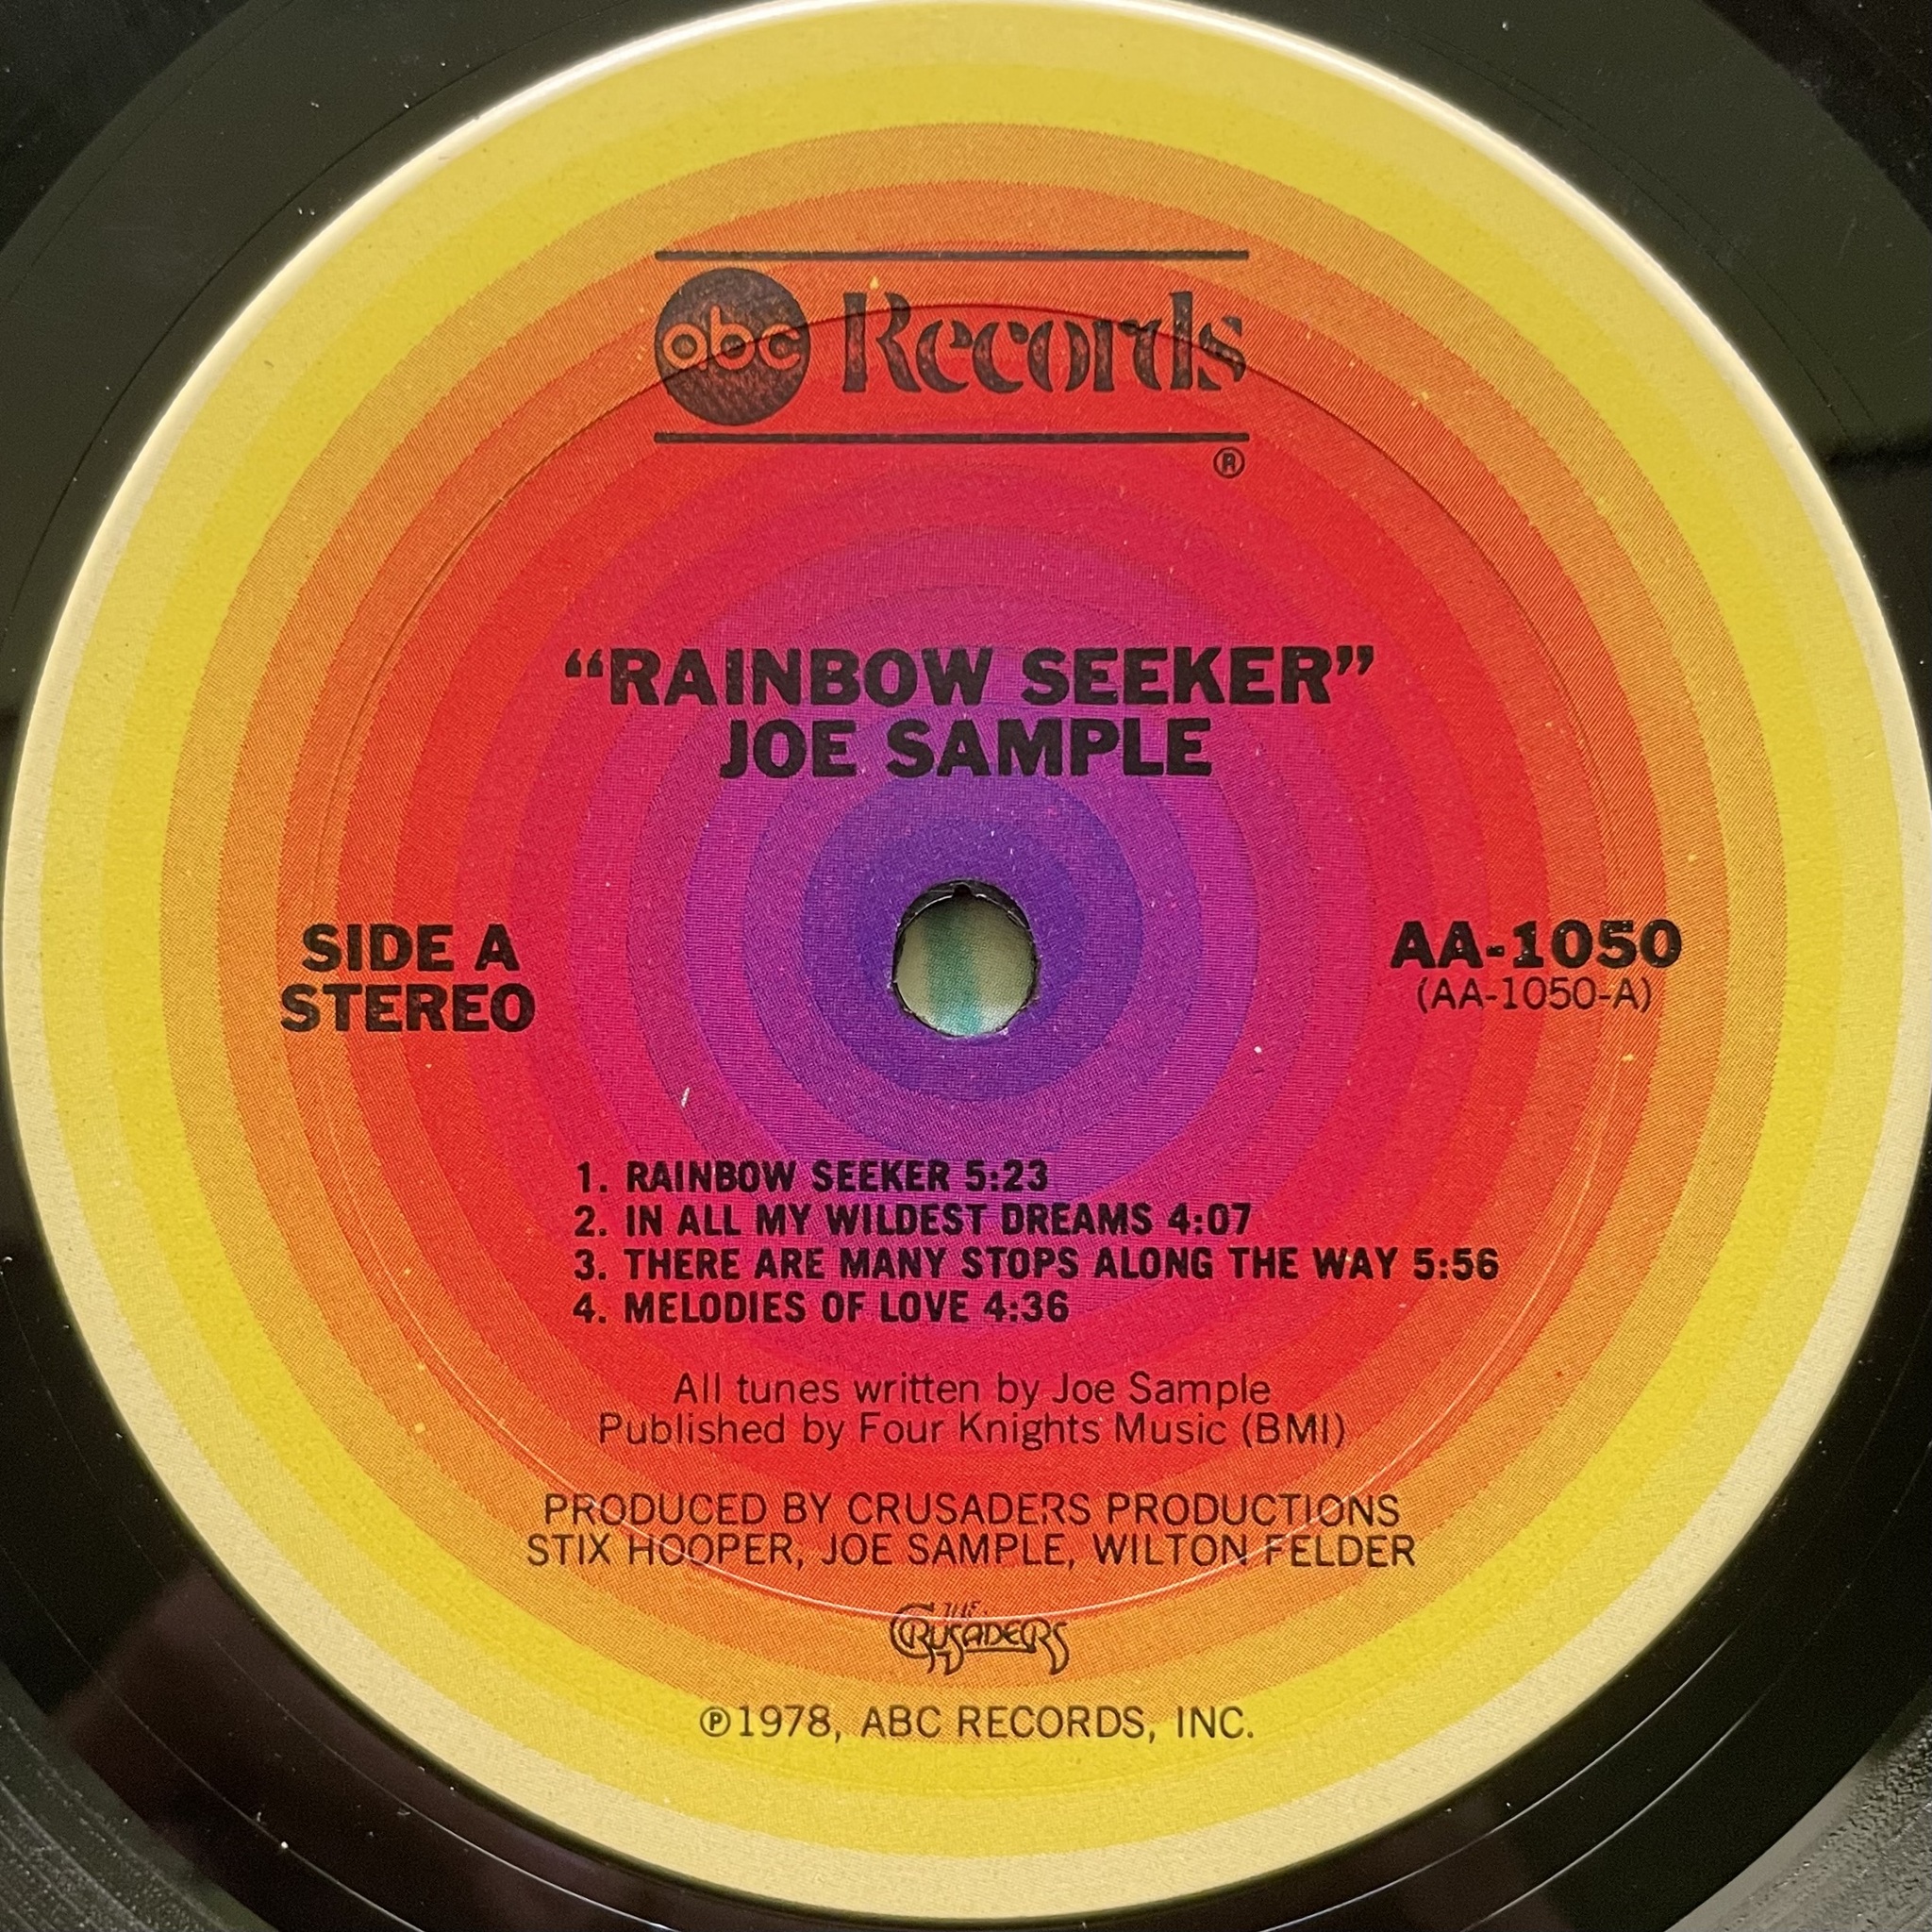 abc Records
®
“RAINBOW SEEKER”
JOE SAMPLE
SIDE A
STEREO
AA-1050
(AA-1050-A)
1. RAINBOW SEEKER 5:23
2. IN ALL MY WILDEST DREAMS 4:07
3. THERE ARE MANY STOPS ALONG THE WAY 5:56
4. MELODIES OF LOVE 4:36
All tunes written by Joe Sample
Published by Four Knights Music (BMI)
PRODUCED BY CRUSADERS PRODUCTIONS
STIX HOOPER, JOE SAMPLE, WILTON FELDER
THE
CRUSADERS
℗1978, ABC RECORDS, INC.